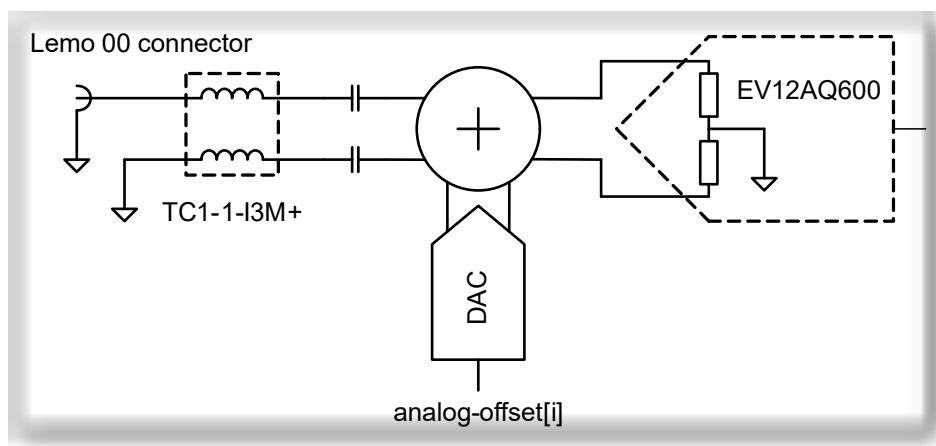 Lemo 00 connector
EV12AQ600
TC1-1-I3M+
DAC
analog-offset[i]